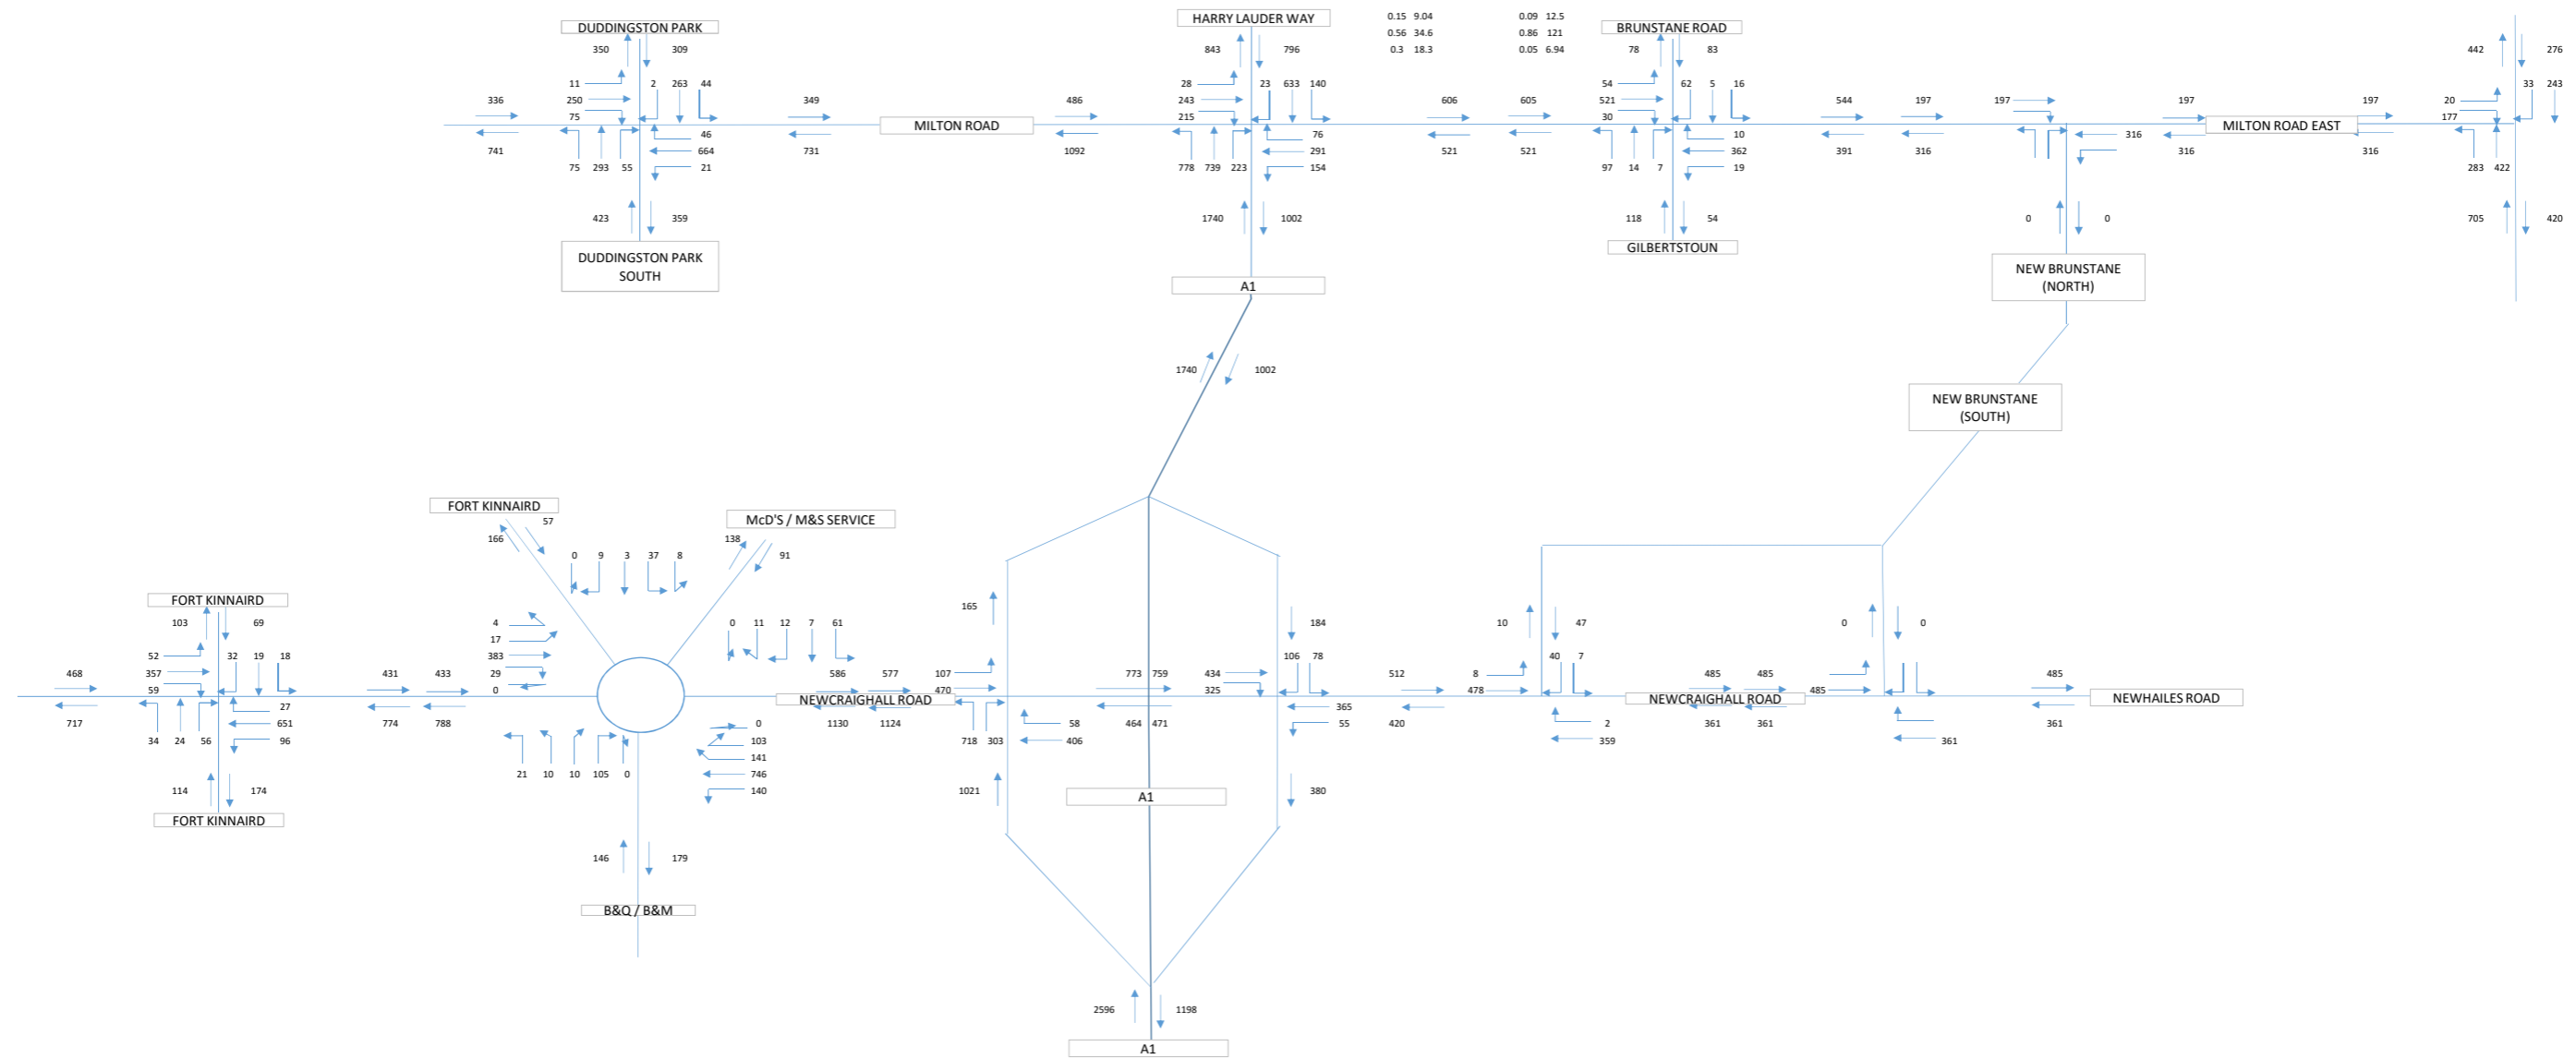 DUDDINGSTON PARK
HARRY LAUDER WAY
0.15 9.04
0.09 12.5
0.56 34.6
0.86 121
BRUNSTANE ROAD
0.3 18.3
0.05 6.94
350 309
843 796
78 83
442 276
11 2 263 44
28 23 633 140
54 62 5 16
33 243
336 250 349 486 243 606 605 521 544 197 197 197 197 20
75 215 30 177
MILTON ROAD
MILTON ROAD EAST
46 76 10 316
741 664 731 1092 291 521 521 362 391 316 316 316
75 293 55 21
778 739 223 154
97 14 7 19
283 422
423 359
1740 1002
118 54
0 0
705 420
DUDDINGSTON PARK
SOUTH
GILBERTSTOUN
A1
NEW BRUNSTANE
(NORTH)
1740 1002
NEW BRUNSTANE
(SOUTH)
FORT KINNAIRD
McD'S / M&S SERVICE
57
166
138
91
0 9 3 37 8
FORT KINNAIRD
103 69
4
17
0 11 12 7 61
165
184
10 47
0 0
52 32 19 18
383
106 78
40 7
468 357 431 433 29 586 577 107 773 759 434 512 8 485 485 485
59 0 470 325 478 485
NEWCRAIGHALL ROAD
NEWCRAIGHALL ROAD
NEWHAILES ROAD
27
717 651 774 788 1130 1124 464 471 365 420 361 361 361
0 58 55 2
34 24 56 96
103 718 303 406 359 361
141
21 10 10 105 0
746
140
114 174
1021 380
A1
FORT KINNAIRD
146 179
B&Q / B&M
2596 1198
A1